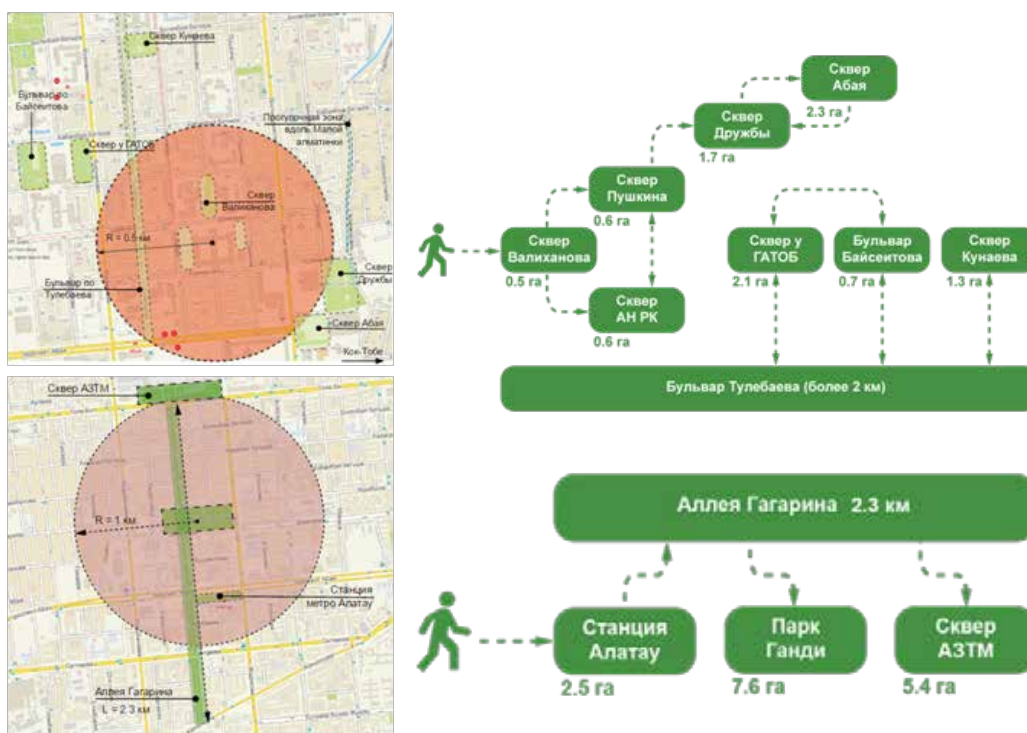 Сквер Кунаева
Бульвар по
Байсеитова
Сквер у ГАТОБ
Прогулочная зона
вдоль Малой
алматинки
Сквер
Валиханова
R = 0.5 км
Бульвар по
Тулебаева
Сквер
Дружбы
Сквер Абая
Кок-Тобе
Сквер АЗТМ
R = 1 км
Станция
метро Алатау
Аллея Гагарина
L = 2.3 км
Сквер
Абая
2.3 га
Сквер
Дружбы
1.7 га
Сквер
Пушкина
0.6 га
Сквер
Валиханова
0.5 га
Сквер
АН РК
0.6 га
Сквер у
ГАТОБ
2.1 га
Бульвар
Байсеитова
0.7 га
Сквер
Кунаева
1.3 га
Бульвар Тулебаева (более 2 км)
Аллея Гагарина 2.3 км
Станция
Алатау
2.5 га
Парк
Ганди
7.6 га
Сквер
АЗТМ
5.4 га